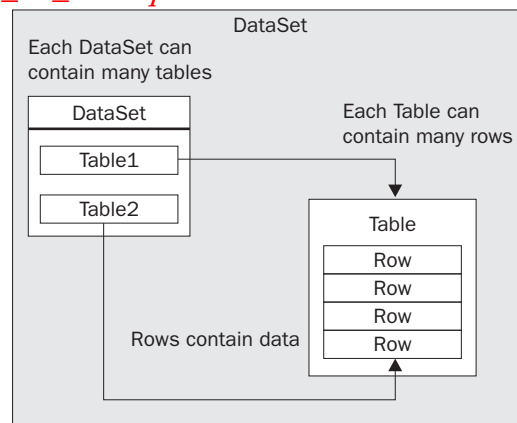 DataSet
Each DataSet can
contain many tables
DataSet
Table1
Table2
Each Table can
contain many rows
Table
Row
Row
Row
Row
Rows contain data